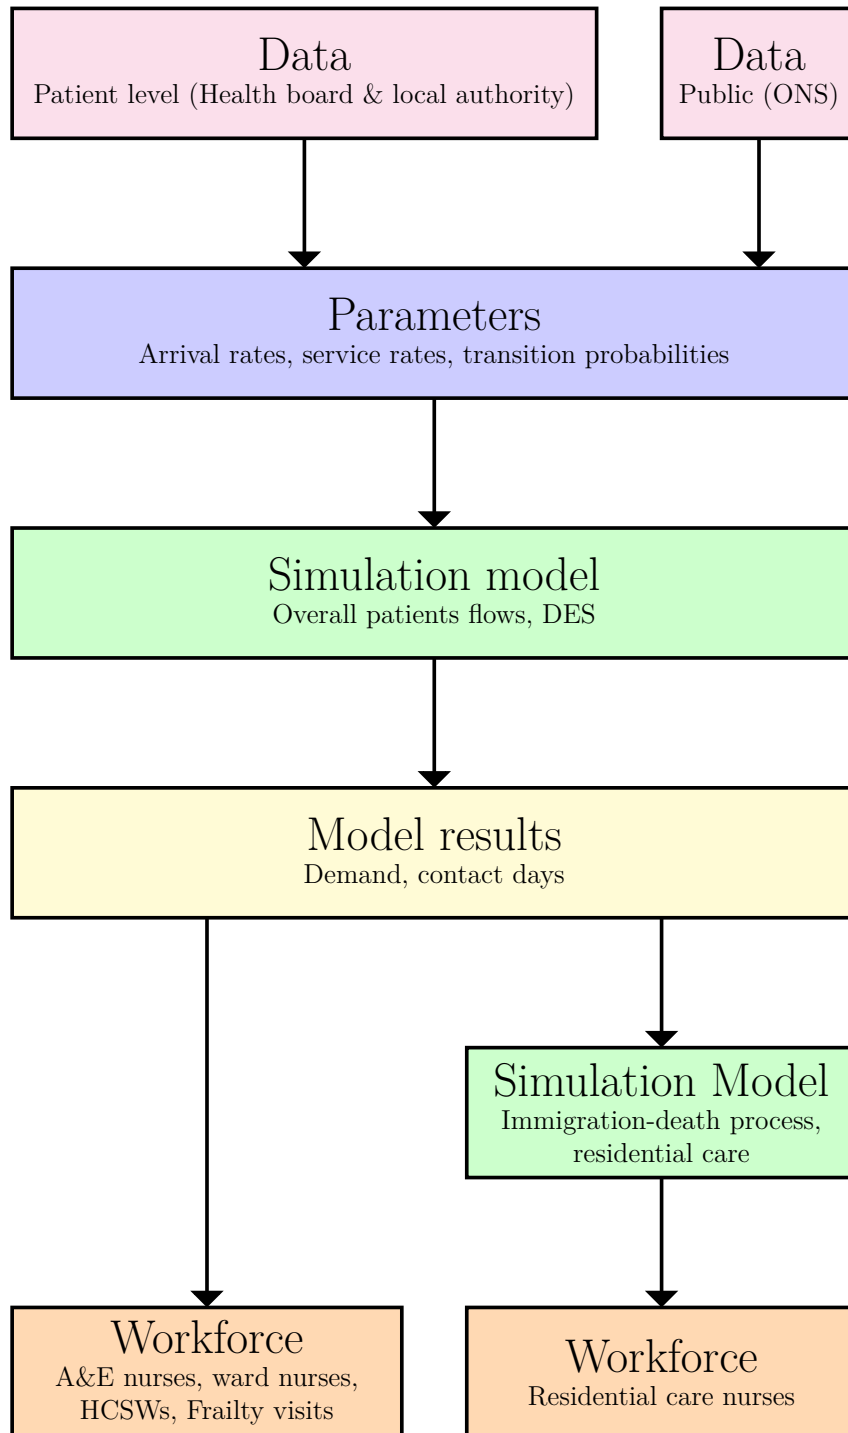 Data
Patient level (Health board & local authority)
Data
Public (ONS)
Parameters
Arrival rates, service rates, transition probabilities
Simulation model
Overall patients flows, DES
Model results
Demand, contact days
Simulation Model
Immigration-death process,
residential care
Workforce
A&E nurses, ward nurses,
HCSWs, Frailty visits
Workforce
Residential care nurses